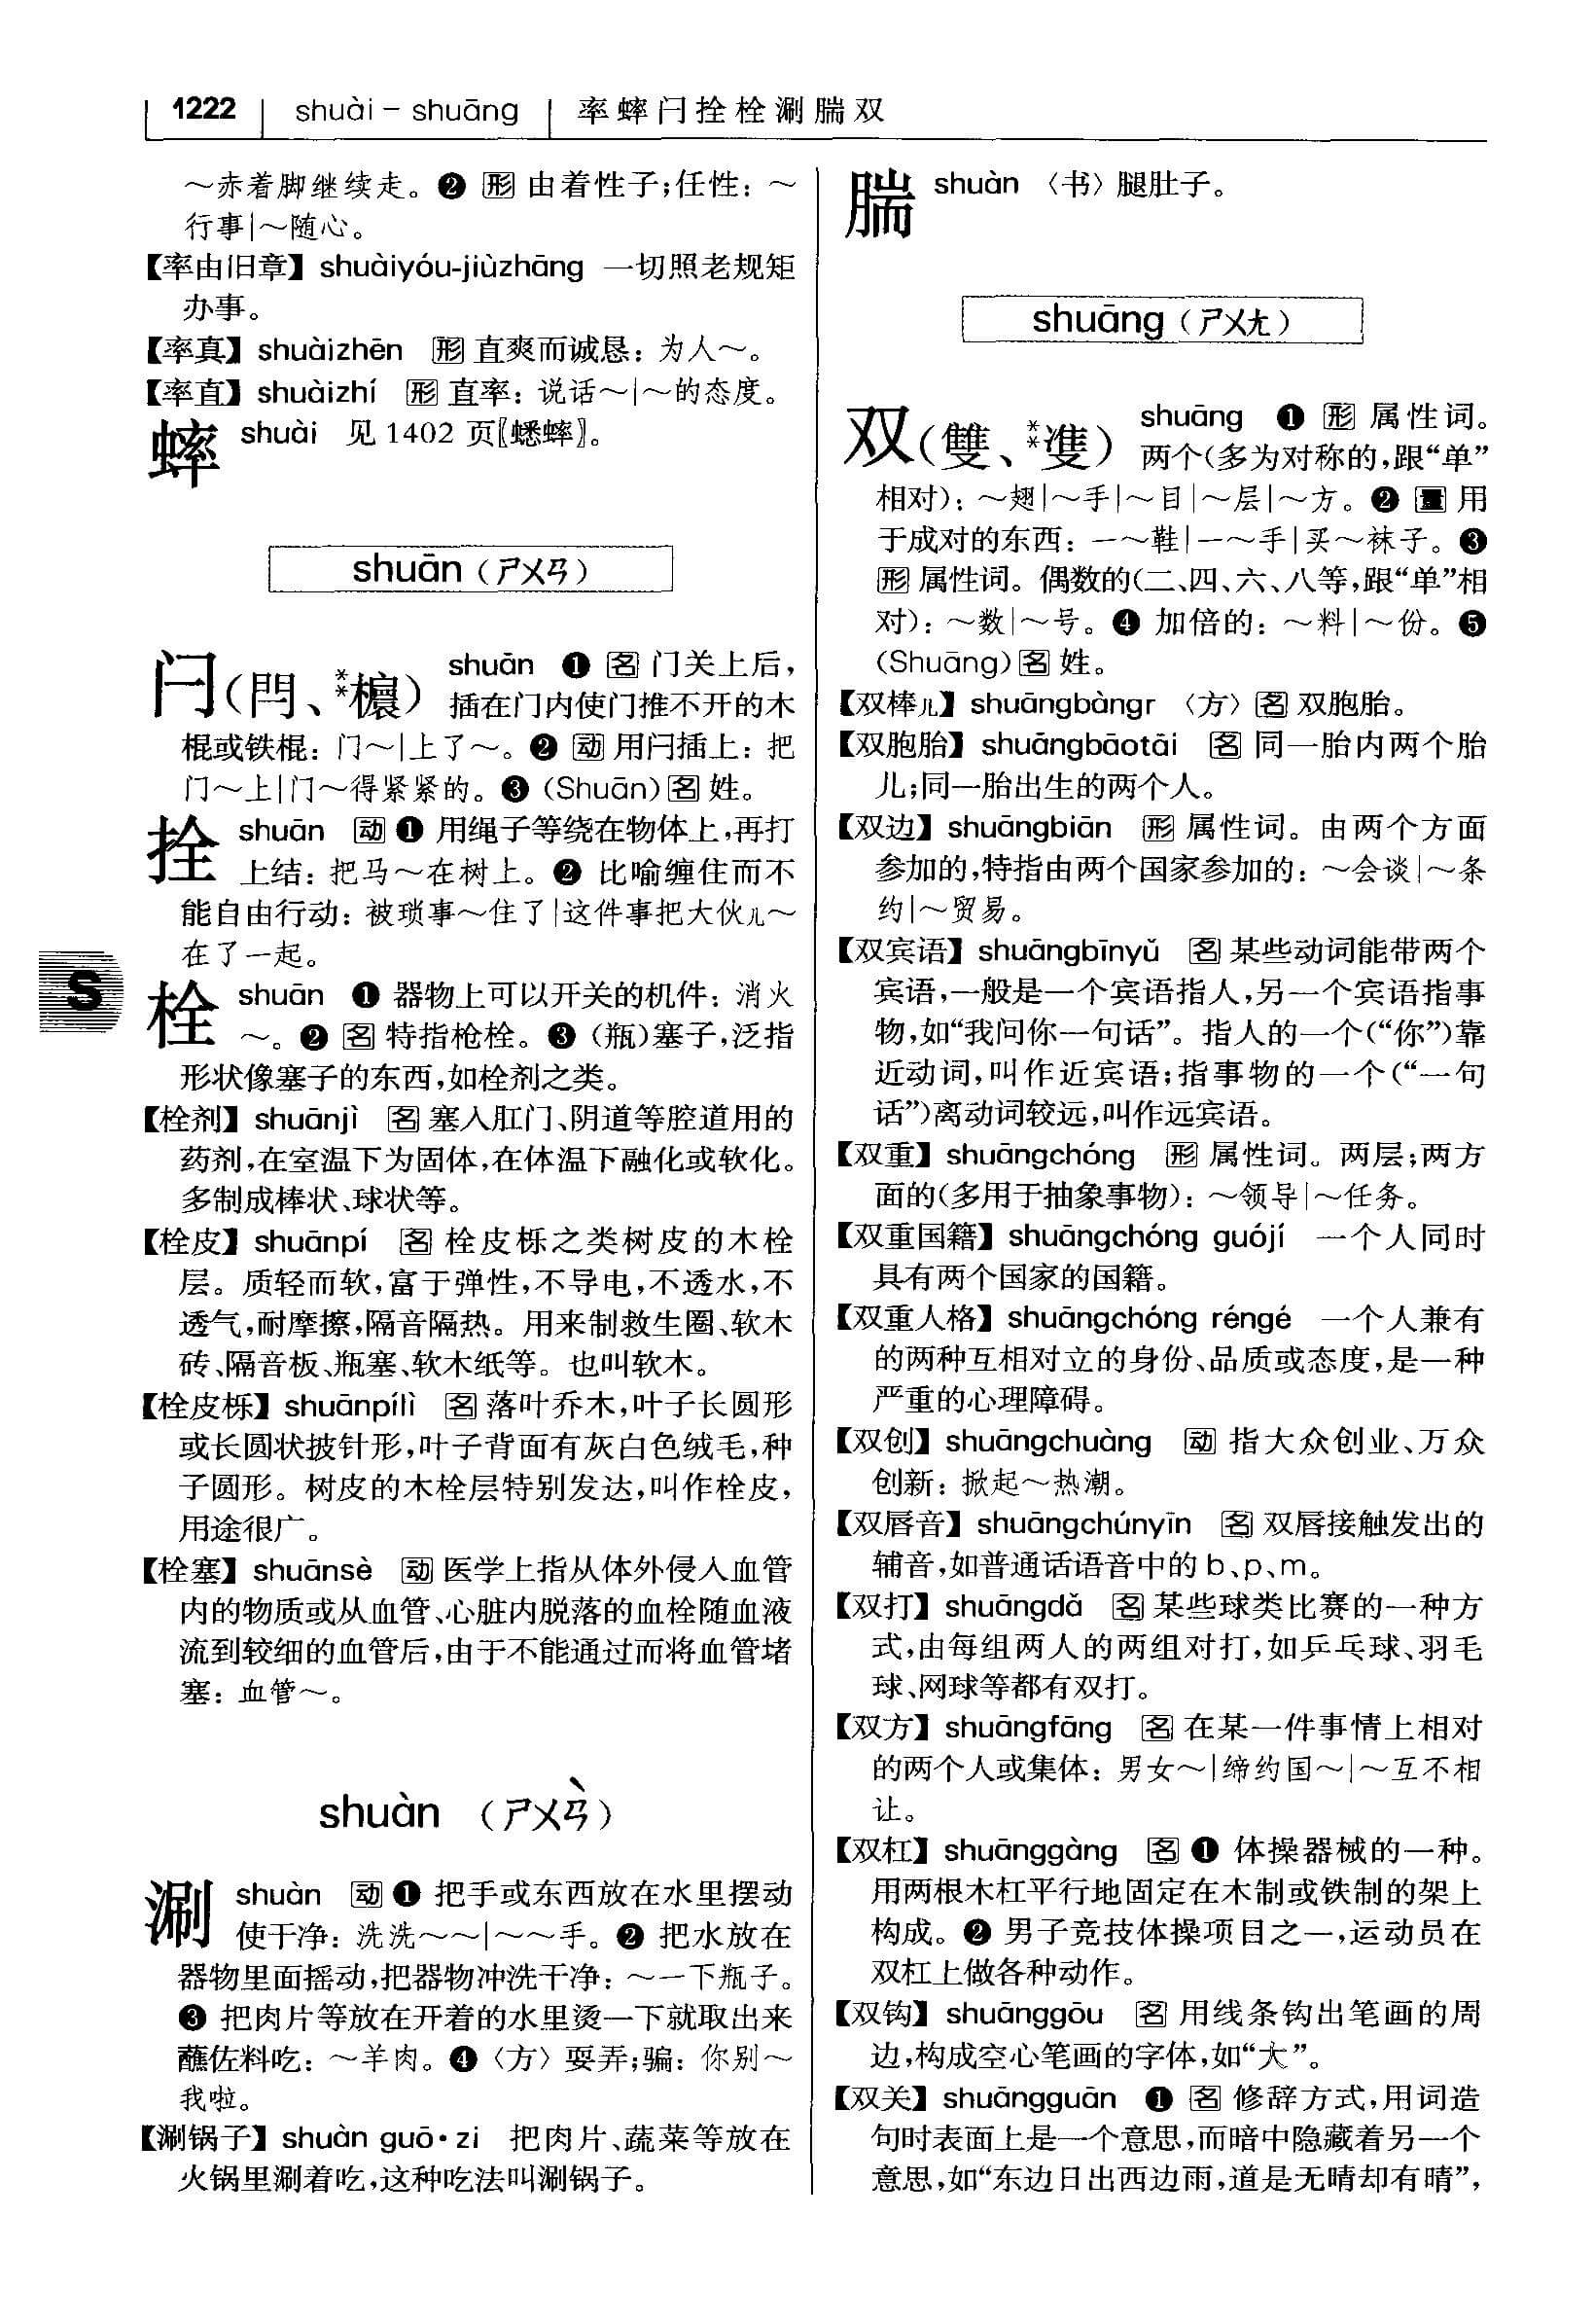 1222 shuài – shuāng 率蟀闩拴栓涮腨双
～赤着脚继续走。❷ 形 由着性子;任性：～
行事|～随心。
【率由旧章】shuàiyóu-jiùzhāng 一切照老规矩
办事。
【率真】shuàizhēn 形 直爽而诚恳：为人～。
【率直】shuàizhí 形 直率：说话～|～的态度。
蟀 shuài 见 1402 页〖蟋蟀〗。
shuān（ㄕㄨㄢ）
闩(閂、**櫦) shuān ❶ 名 门关上后，
插在门内使门推不开的木
棍或铁棍：门～|上了～。❷ 动 用闩插上：把
门～上|门～得紧紧的。❸ (Shuān) 名 姓。
拴 shuān 动 ❶ 用绳子等绕在物体上,再打
上结：把马～在树上。❷ 比喻缠住而不
能自由行动：被琐事～住了|这件事把大伙儿～
在了一起。
S
栓 shuān ❶ 器物上可以开关的机件：消火
～。❷ 名 特指枪栓。❸（瓶)塞子,泛指
形状像塞子的东西,如栓剂之类。
【栓剂】shuānjì 名 塞入肛门、阴道等腔道用的
药剂,在室温下为固体,在体温下融化或软化。
多制成棒状、球状等。
【栓皮】shuānpí 名 栓皮栎之类树皮的木栓
层。质轻而软,富于弹性,不导电,不透水,不
透气,耐摩擦,隔音隔热。用来制救生圈、软木
砖、隔音板、瓶塞、软木纸等。也叫软木。
【栓皮栎】shuānpílì 名 落叶乔木,叶子长圆形
或长圆状披针形,叶子背面有灰白色绒毛,种
子圆形。树皮的木栓层特别发达,叫作栓皮,
用途很广。
【栓塞】shuānsè 动 医学上指从体外侵入血管
内的物质或从血管、心脏内脱落的血栓随血液
流到较细的血管后,由于不能通过而将血管堵
塞：血管～。
shuàn （ㄕㄨㄢˋ）
涮 shuàn 动 ❶ 把手或东西放在水里摆动
使干净：洗洗～～|～～手。❷ 把水放在
器物里面摇动,把器物冲洗干净：～一下瓶子。
❸ 把肉片等放在开着的水里烫一下就取出来
蘸佐料吃：～羊肉。❹〈方〉耍弄;骗：你别～
我啦。
【涮锅子】shuàn guō·zi 把肉片、蔬菜等放在
火锅里涮着吃,这种吃法叫涮锅子。
腨 shuàn 〈书〉腿肚子。
shuāng（ㄕㄨㄤ）
双(雙、**䨇) shuāng ❶ 形 属性词。
两个(多为对称的,跟“单”
相对)：～翅|～手|～目|～层|～方。❷ 量 用
于成对的东西：一～鞋|一～手|买～袜子。❸
形 属性词。偶数的(二、四、六、八等,跟“单”相
对)：～数|～号。❹ 加倍的：～料|～份。❺
(Shuāng) 名 姓。
【双棒儿】shuāngbàngr 〈方〉名 双胞胎。
【双胞胎】shuāngbāotāi 名 同一胎内两个胎
儿;同一胎出生的两个人。
【双边】shuāngbiān 形 属性词。由两个方面
参加的,特指由两个国家参加的：～会谈|～条
约|～贸易。
【双宾语】shuāngbīnyǔ 名 某些动词能带两个
宾语,一般是一个宾语指人,另一个宾语指事
物,如“我问你一句话”。指人的一个(“你”)靠
近动词,叫作近宾语;指事物的一个(“一句
话”)离动词较远,叫作远宾语。
【双重】shuāngchóng 形 属性词。两层;两方
面的(多用于抽象事物)：～领导|～任务。
【双重国籍】shuāngchóng guójí 一个人同时
具有两个国家的国籍。
【双重人格】shuāngchóng réngé 一个人兼有
的两种互相对立的身份、品质或态度,是一种
严重的心理障碍。
【双创】shuāngchuàng 动 指大众创业、万众
创新：掀起～热潮。
【双唇音】shuāngchúnyīn 名 双唇接触发出的
辅音,如普通话语音中的 b、p、m。
【双打】shuāngdǎ 名 某些球类比赛的一种方
式,由每组两人的两组对打,如乒乓球、羽毛
球、网球等都有双打。
【双方】shuāngfāng 名 在某一件事情上相对
的两个人或集体：男女～|缔约国～|～互不相
让。
【双杠】shuānggàng 名 ❶ 体操器械的一种。
用两根木杠平行地固定在木制或铁制的架上
构成。❷ 男子竞技体操项目之一,运动员在
双杠上做各种动作。
【双钩】shuānggōu 名 用线条钩出笔画的周
边,构成空心笔画的字体,如“大”。
【双关】shuāngguān ❶ 名 修辞方式,用词造
句时表面上是一个意思,而暗中隐藏着另一个
意思,如“东边日出西边雨,道是无晴却有晴”,